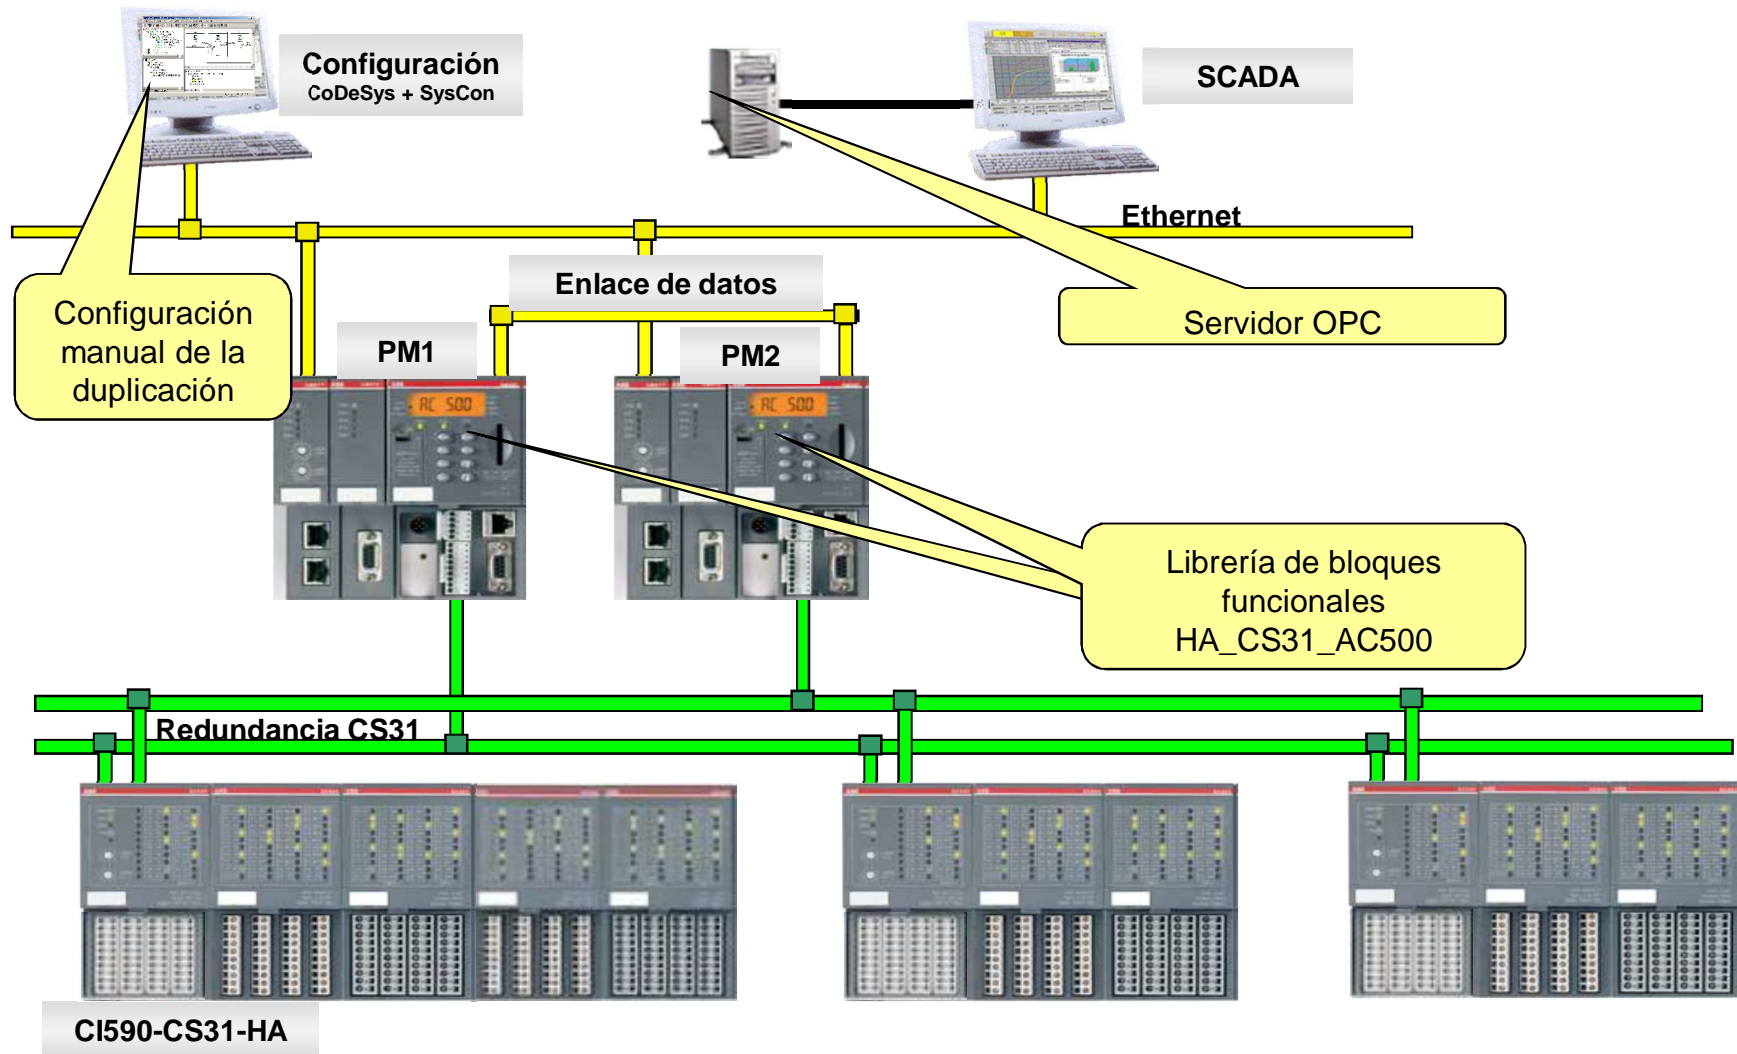 Configuración
CoDeSys + SysCon
SCADA
Ethernet
Enlace de datos
Servidor OPC
Configuración
manual de la
duplicación
PM1
PM2
AC 500
AC 500
Librería de bloques
funcionales
HA_CS31_AC500
Redundancia CS31
CI590-CS31-HA